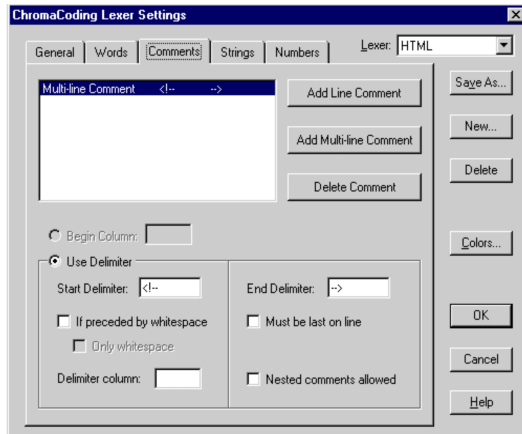 ChromaCoding Lexer Settings
General Words Comments Strings Numbers Lexer: HTML
Multi-line Comment <!-- -->
Add Line Comment
Add Multi-line Comment
Delete Comment
Begin Column:
Use Delimiter
Start Delimiter: <!--
End Delimiter: -->
If preceded by whitespace
Must be last on line
Only whitespace
Delimiter column:
Nested comments allowed
Save As...
New...
Delete
Colors...
OK
Cancel
Help